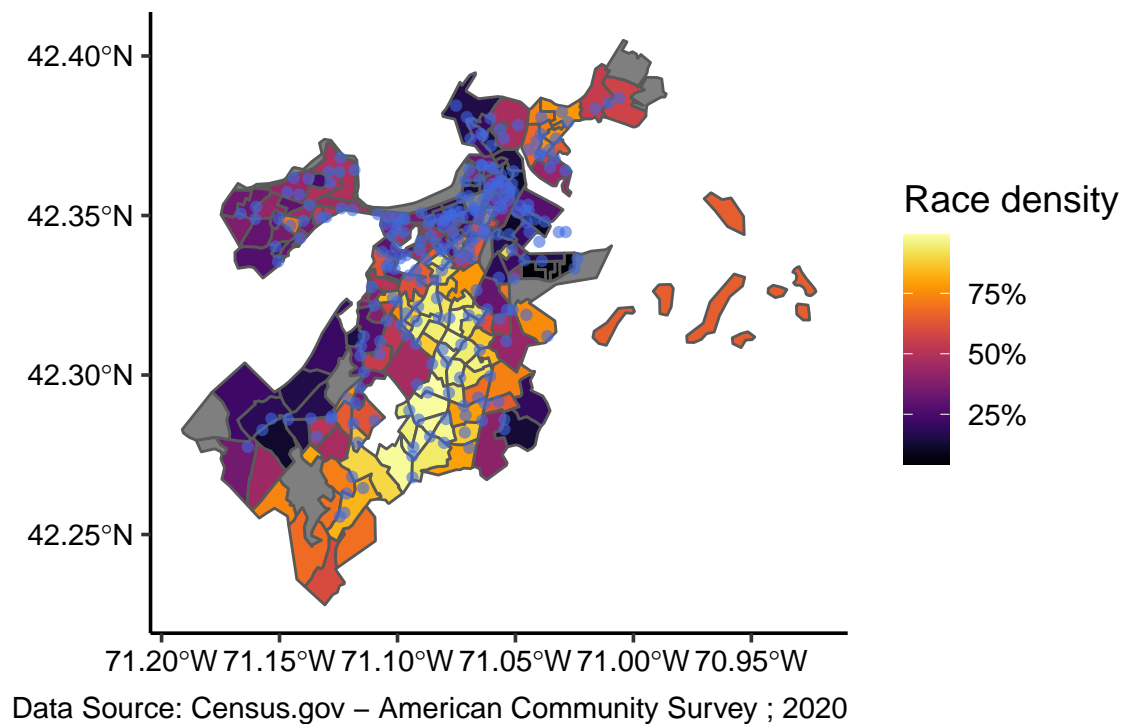 42.40°N
42.35°N
42.30°N
42.25°N
71.20°W 71.15°W 71.10°W 71.05°W 71.00°W 70.95°W
Race density
75%
50%
25%
Data Source: Census.gov − American Community Survey ; 2020